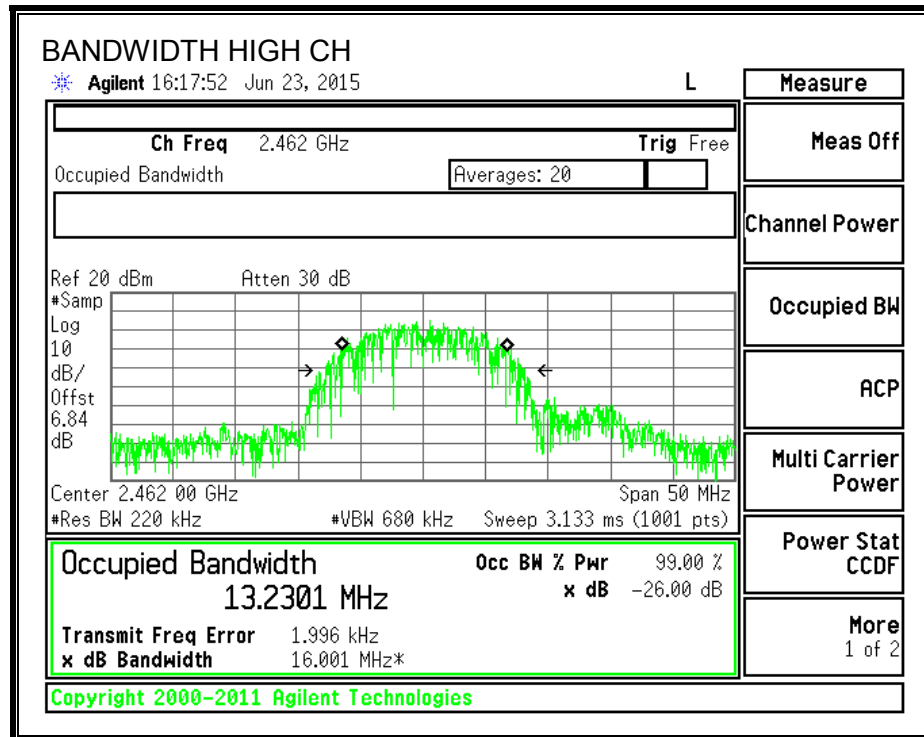 BANDWIDTH HIGH CH
Agilent 16:17:52 Jun 23, 2015 L
Ch Freq 2.462 GHz Trig Free
Occupied Bandwidth Averages: 20
Ref 20 dBm Atten 30 dB
#Samp
Log
10
dB/
Offst
6.84
dB
Center 2.462 00 GHz Span 50 MHz
#Res BW 220 kHz #VBW 680 kHz Sweep 3.133 ms (1001 pts)
Occupied Bandwidth Occ BW % Pwr 99.00 %
13.2301 MHz x dB -26.00 dB
Transmit Freq Error 1.996 kHz
x dB Bandwidth 16.001 MHz*
Copyright 2000-2011 Agilent Technologies
Measure
Meas Off
Channel Power
Occupied BW
ACP
Multi Carrier
Power
Power Stat
CCDF
More
1 of 2